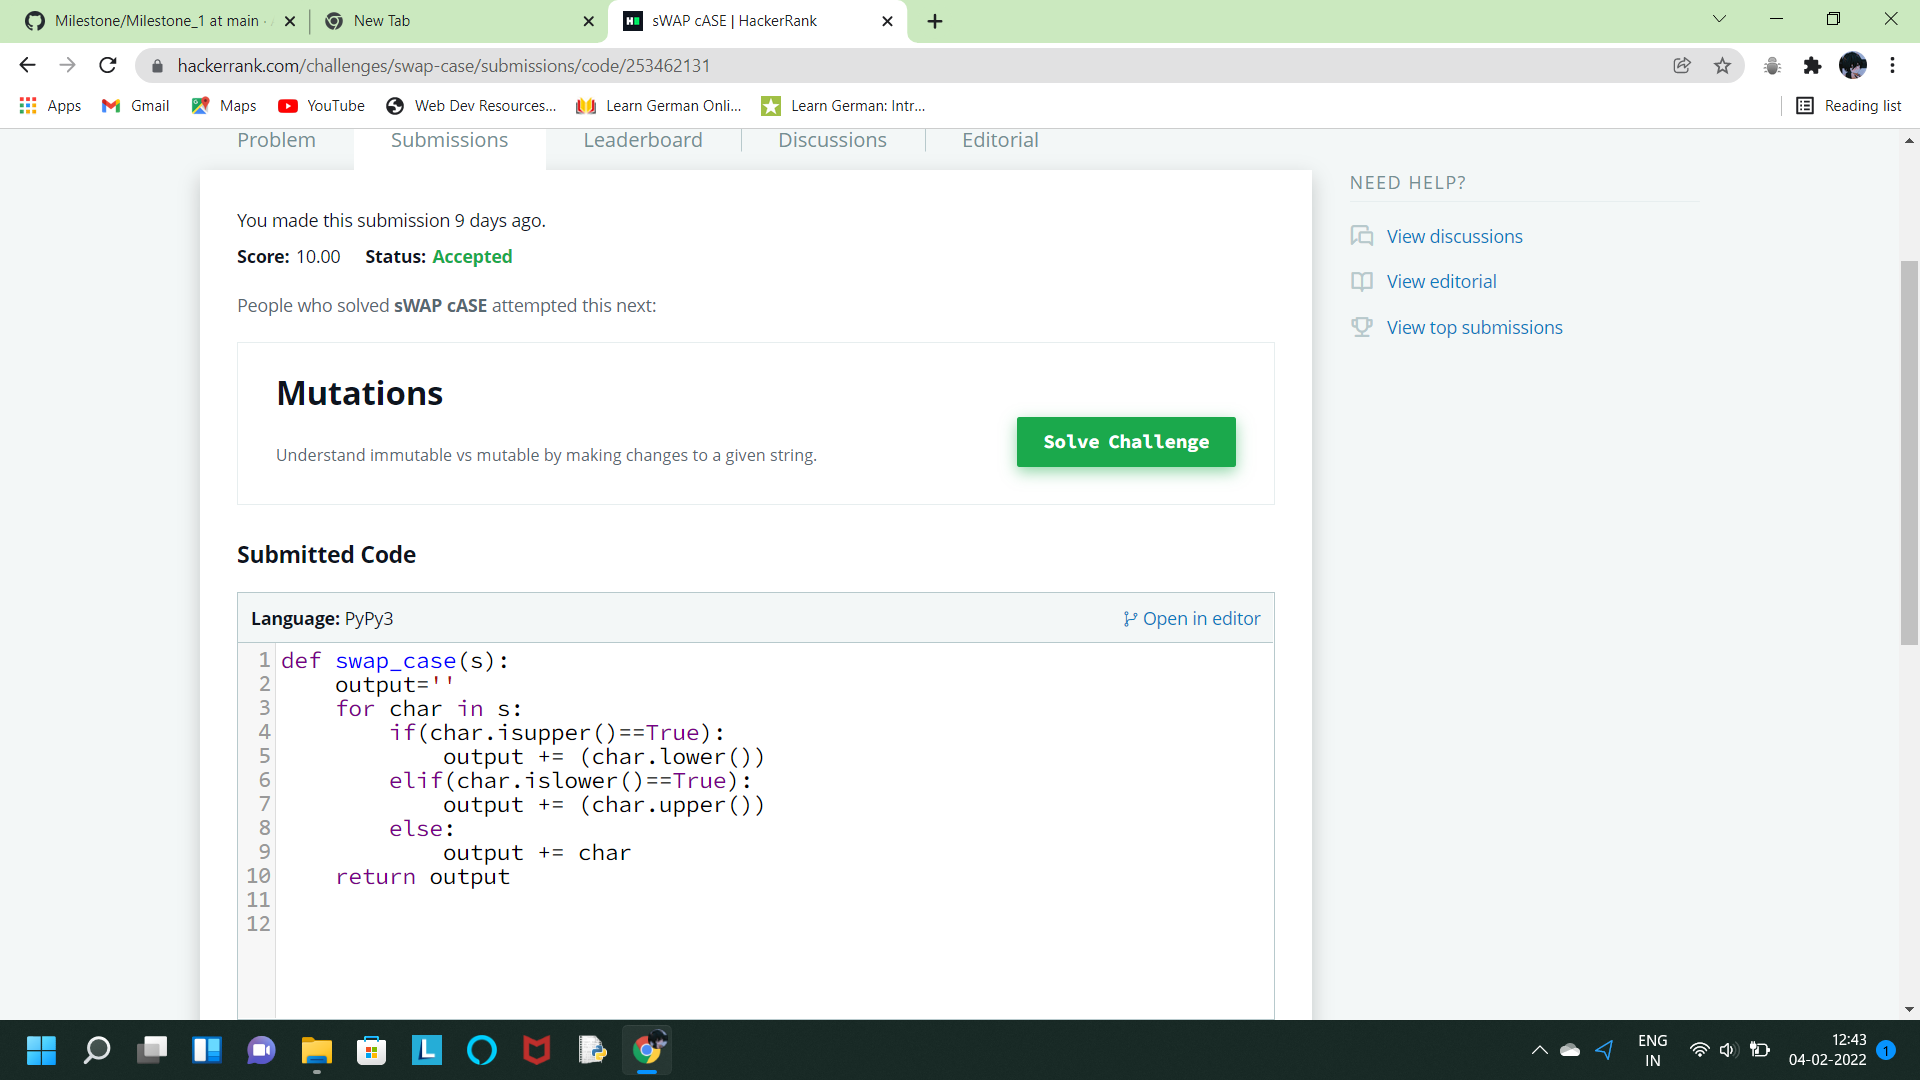 Milestone/Milestone_1 at main ·
New Tab
sWAP cASE | HackerRank
hackerrank.com/challenges/swap-case/submissions/code/253462131
Apps
Gmail
Maps
YouTube
Web Dev Resources...
Learn German Onli...
Learn German: Intr...
Reading list
Problem
Submissions
Leaderboard
Discussions
Editorial
You made this submission 9 days ago.
Score: 10.00 Status: Accepted
People who solved sWAP cASE attempted this next:
Mutations
Understand immutable vs mutable by making changes to a given string.
Solve Challenge
Submitted Code
Language: PyPy3
Open in editor
1 def swap_case(s):
2     output=''
3     for char in s:
4         if(char.isupper()==True):
5             output += (char.lower())
6         elif(char.islower()==True):
7             output += (char.upper())
8         else:
9             output += char
10     return output
11
12
NEED HELP?
View discussions
View editorial
View top submissions
ENG
IN
12:43
04-02-2022
1